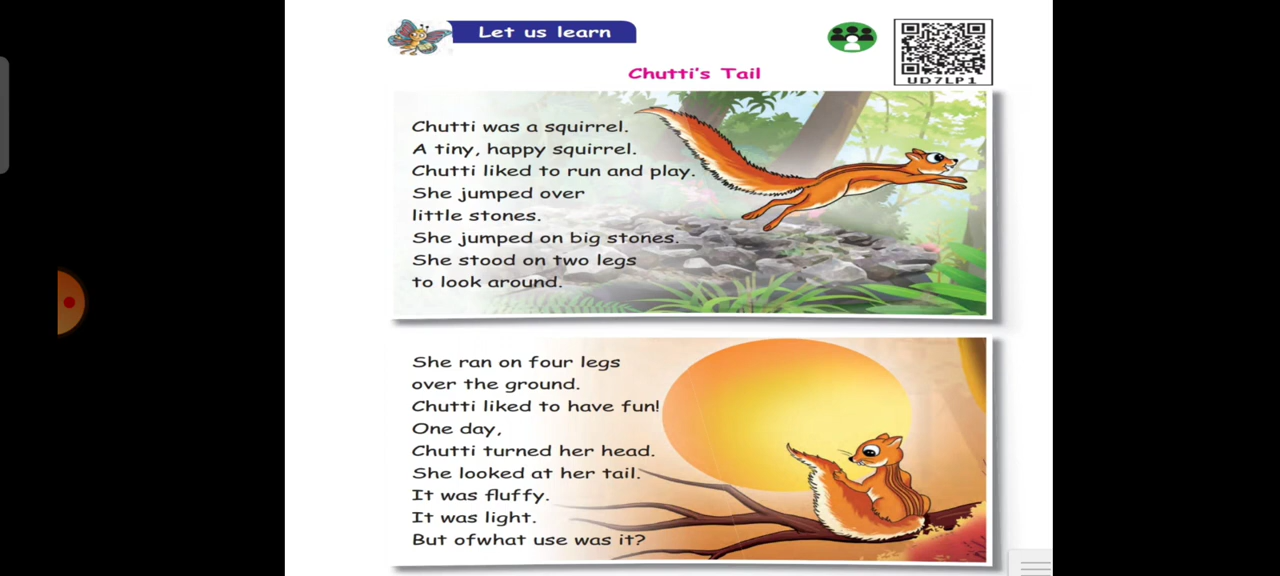 Let us learn
UD7LP1
Chutti's Tail
Chutti was a squirrel.
A tiny, happy squirrel.
Chutti liked to run and play.
She jumped over
little stones.
She jumped on big stones.
She stood on two legs
to look around.
She ran on four legs
over the ground.
Chutti liked to have fun!
One day,
Chutti turned her head.
She looked at her tail.
It was fluffy.
It was light.
But ofwhat use was it?